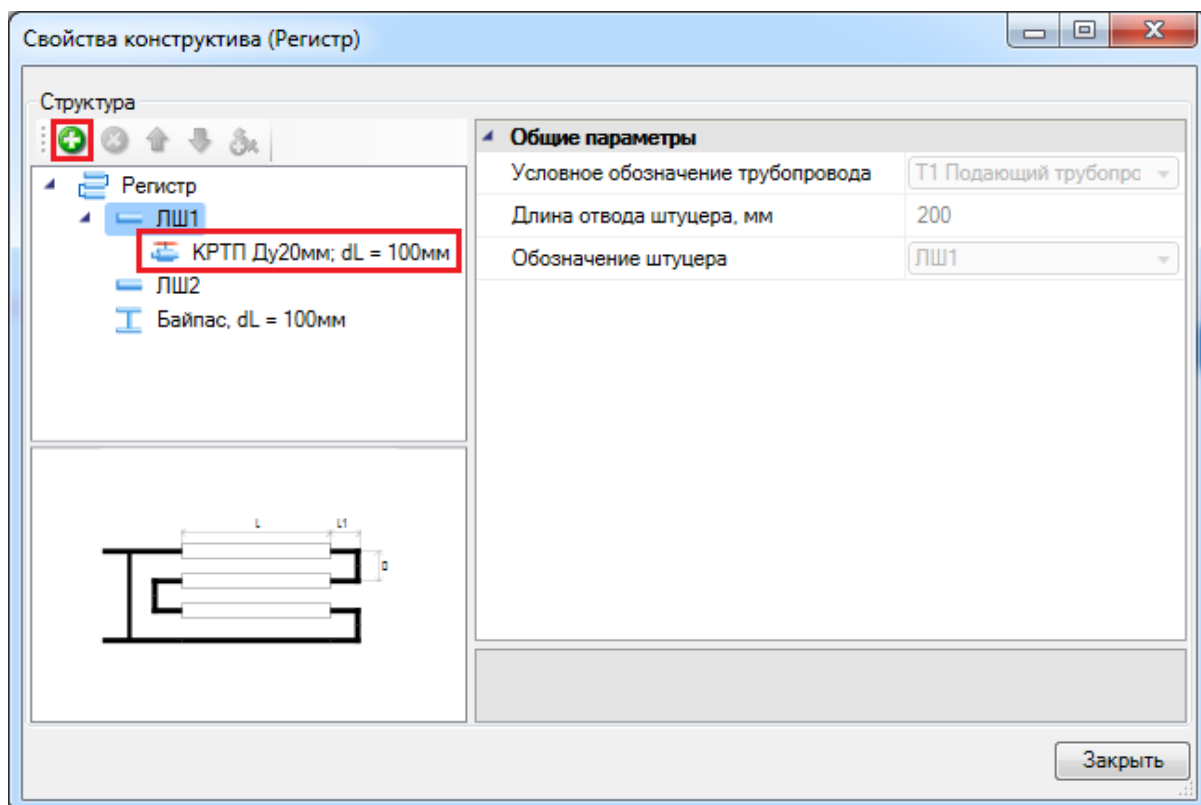 Свойства конструктива (Регистр)
Структура
Общие параметры
Регистр
Условное обозначение трубопровода
Т1 Подающий трубопрс
ЛШ1
Длина отвода штуцера, мм
200
КРТП Ду20мм; dL = 100мм
Обозначение штуцера
ЛШ1
ЛШ2
Байпас, dL = 100мм
L
L1
Закрыть